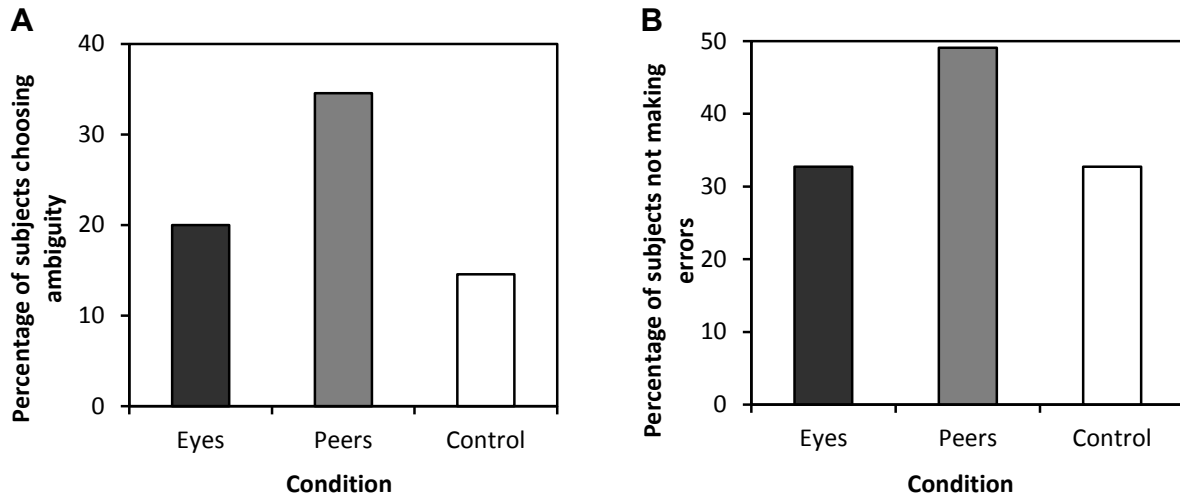 A
Percentage of subjects choosing
ambiguity
40
30
20
10
0
Eyes Peers Control
Condition
B
Percentage of subjects not making
errors
50
40
30
20
10
0
Eyes Peers Control
Condition